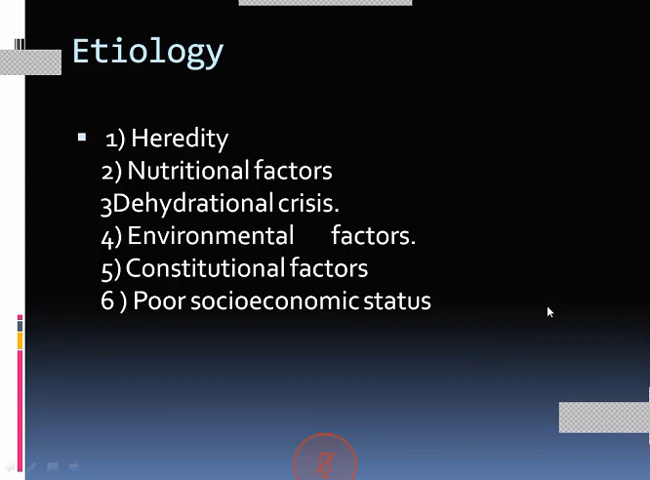 Etiology
1) Heredity
2) Nutritional factors
3Dehydrational crisis.
4) Environmental factors.
5) Constitutional factors
6 ) Poor socioeconomic status